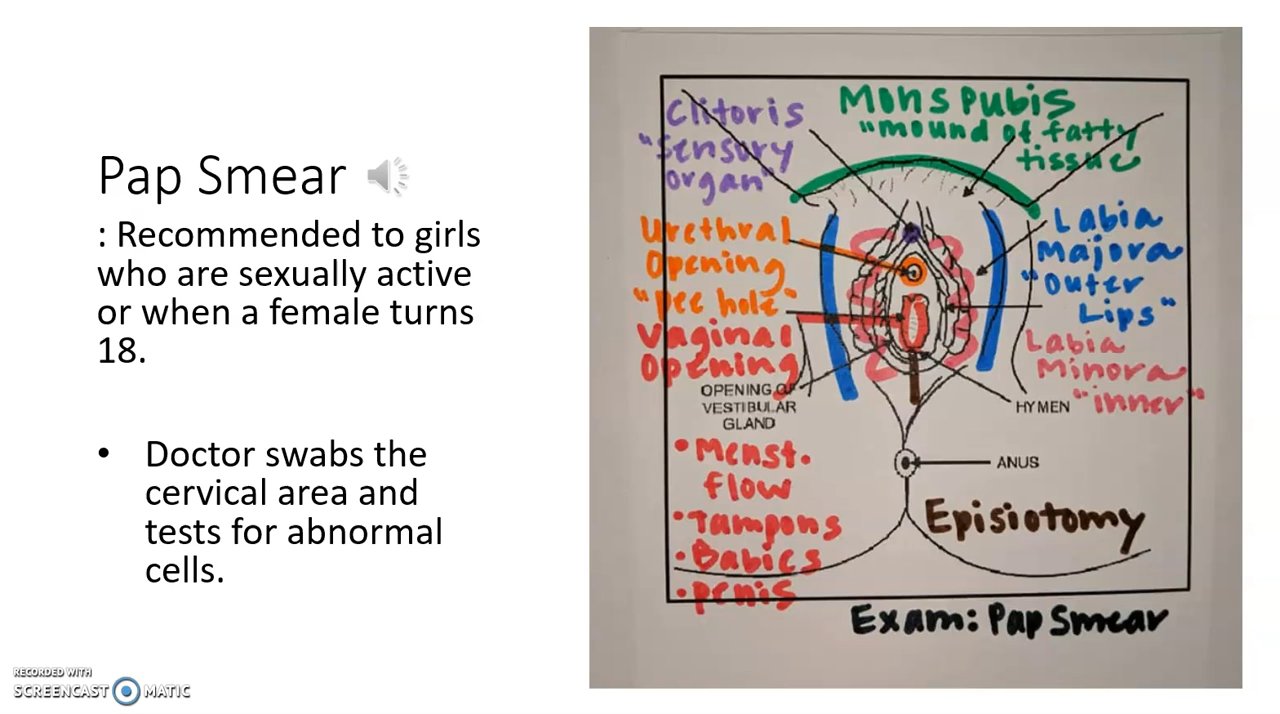 Pap Smear
: Recommended to girls
who are sexually active
or when a female turns
18.
• Doctor swabs the
cervical area and
tests for abnormal
cells.
Clitoris
"sensory
organ"
Mons Pubis
"mound of fatty
tissue
Urethral
Opening
"pee hole"
Vaginal
Opening
OPENING OF
VESTIBULAR
GLAND
Labia
Majora
"outer
Lips"
Labia
Minora
"inner"
HYMEN
ANUS
• Menst.
flow
• Tampons
• Babies
• penis
Episiotomy
Exam: Pap Smear
RECORDED WITH
SCREENCAST MATIC